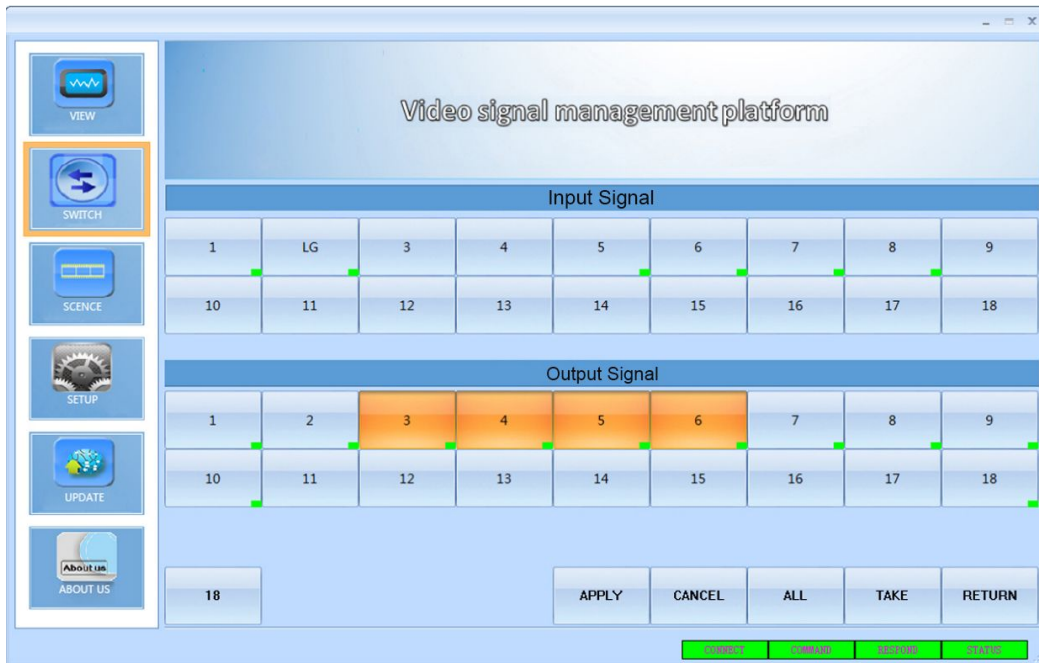 Video signal management platform
VIEW
SWITCH
SCENCE
SETUP
UPDATE
About us
ABOUT US
Input Signal
1 LG 3 4 5 6 7 8 9
10 11 12 13 14 15 16 17 18
Output Signal
1 2 3 4 5 6 7 8 9
10 11 12 13 14 15 16 17 18
18 APPLY CANCEL ALL TAKE RETURN
CONNECT COMMAND RESPOND STATUS